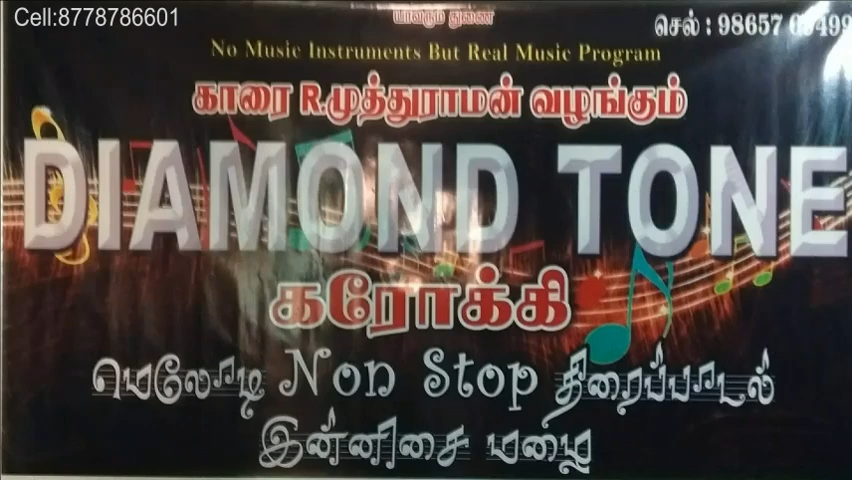 Cell:8778786601
யாவரும் துணை
செல் : 98657
No Music Instruments But Real Music Program
காரை R.முத்துராமன் வழங்கும்
DIAMOND TONE
கரோக்கி
மெலோடி Non Stop திரைப்பாடல்
இன்னிசை மழை